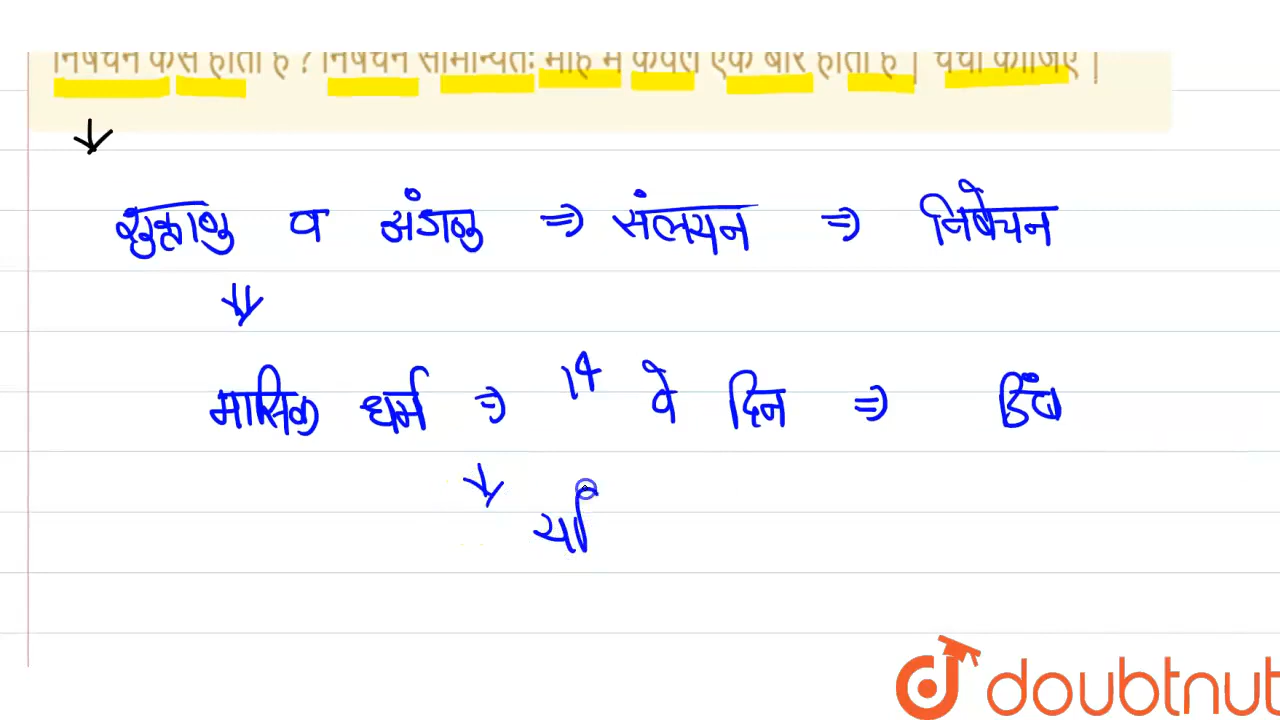 निषेचन कैसे होता है ? निषेचन सामान्यतः माह में केवल एक बार होता है | चर्चा कीजिए |
शुक्राणु व अंडाणु ⇒ संलयन ⇒ निषेचन
मासिक धर्म ⇒ 14 वे दिन ⇒ डिंब
doubtnut